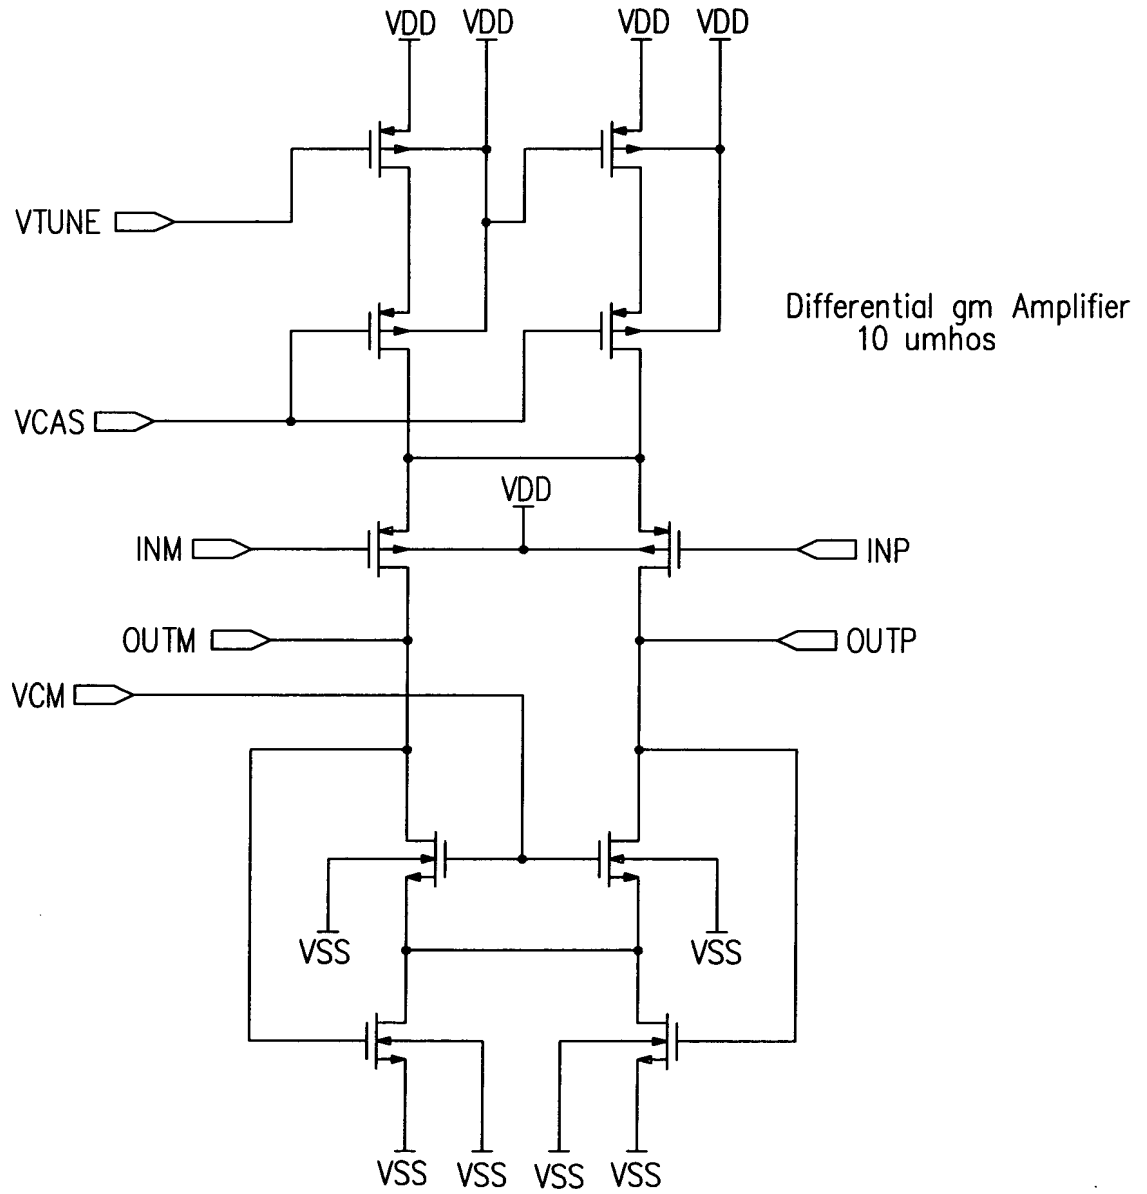 VDD VDD VDD VDD
VTUNE
Differential gm Amplifier
10 umhos
VCAS
VDD
INM
INP
OUTM
OUTP
VCM
VSS
VSS
VSS VSS VSS VSS